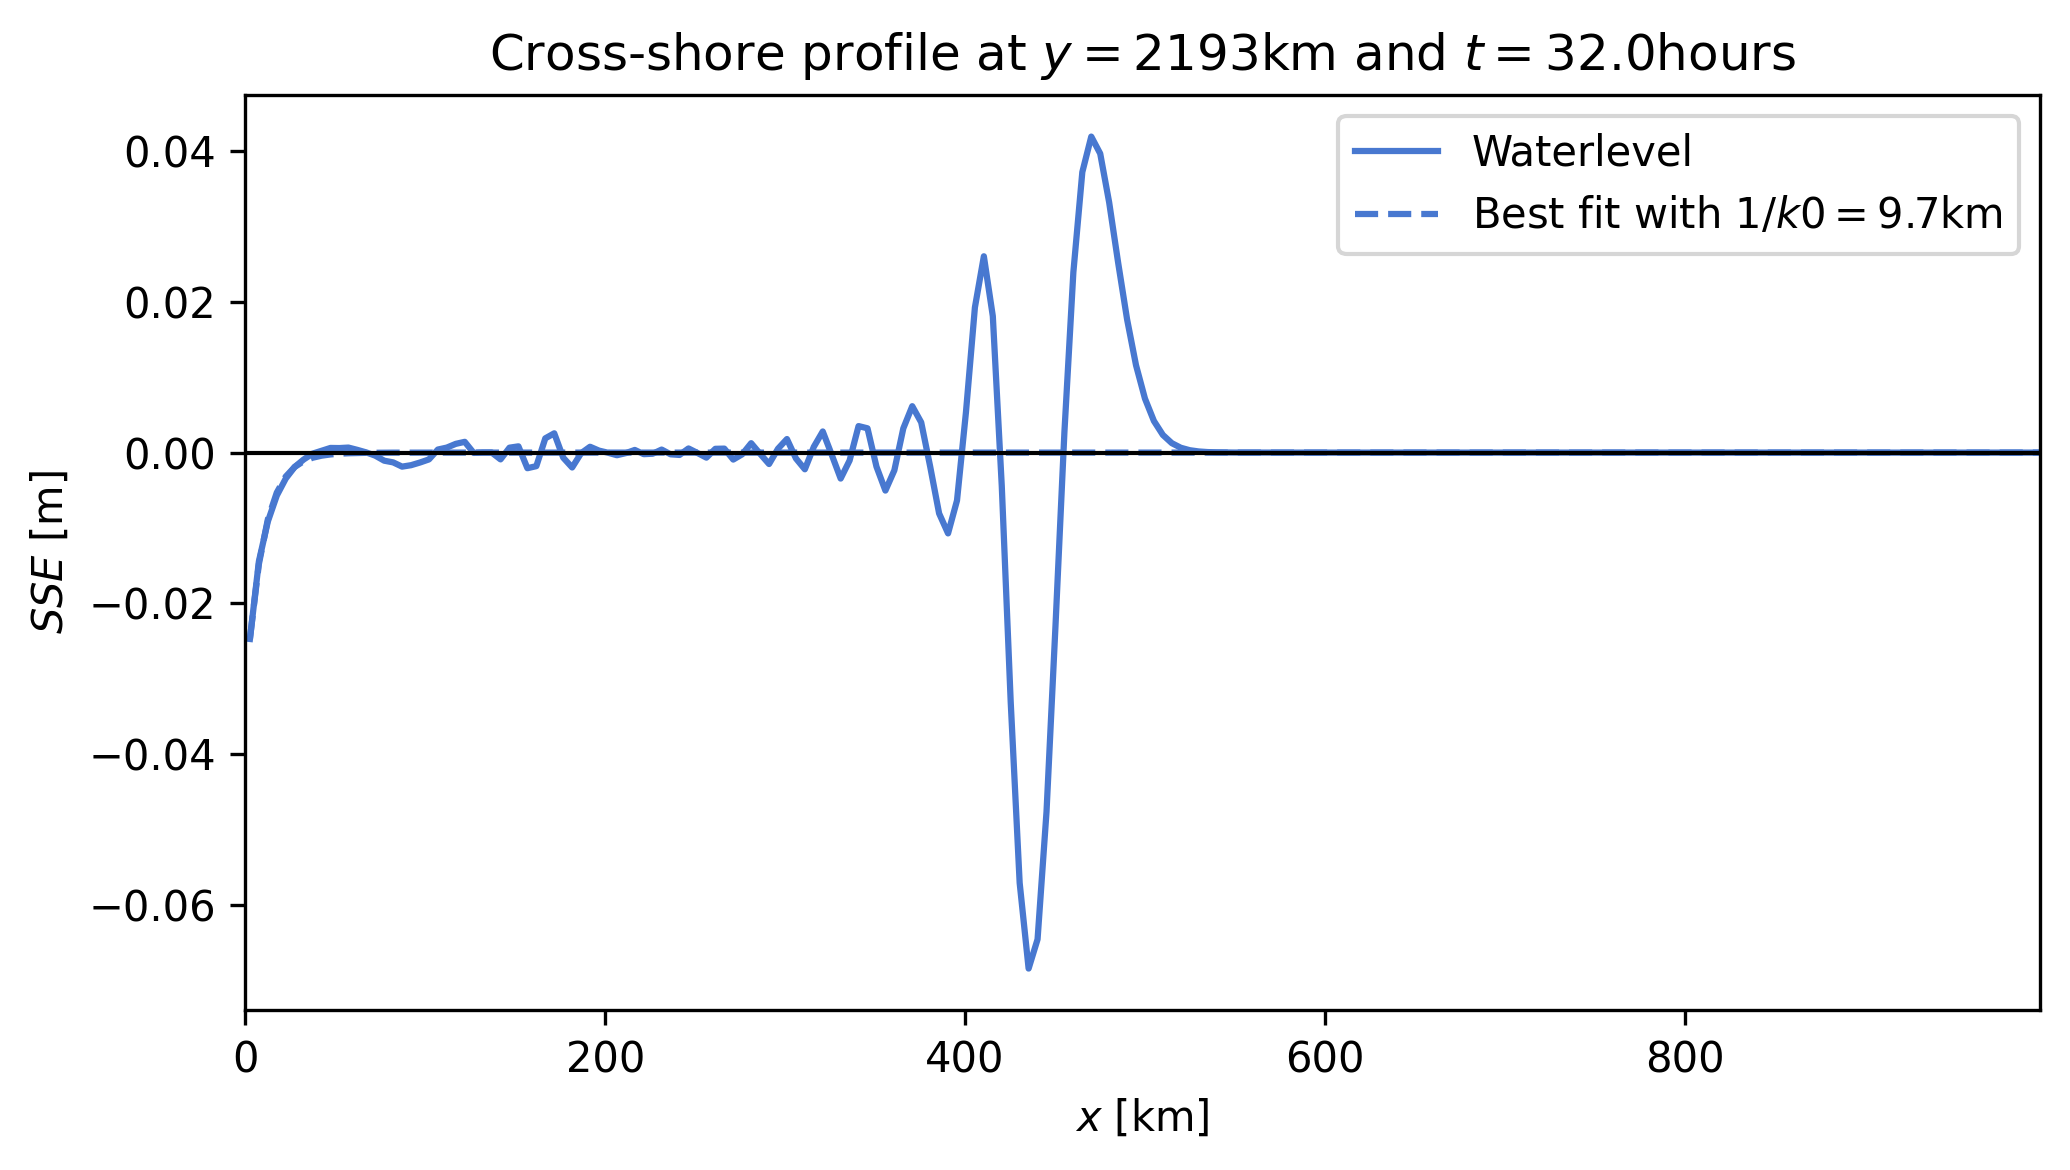 Cross-shore profile at y = 2193km and t = 32.0hours
Waterlevel
Best fit with 1/k0 = 9.7km
0.04
0.02
0.00
−0.02
−0.04
−0.06
SSE [m]
0 200 400 600 800
x [km]